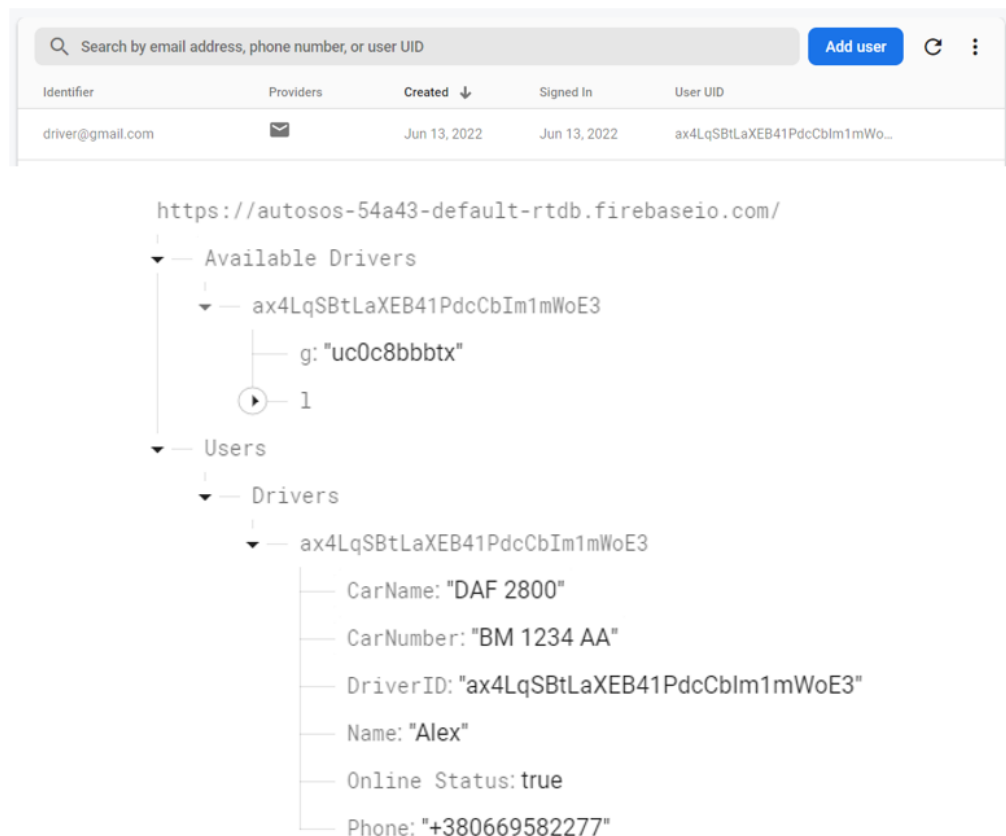 Search by email address, phone number, or user UID Add user
Identifier Providers Created Signed In User UID
driver@gmail.com Jun 13, 2022 Jun 13, 2022 ax4LqSBtLaXEB41PdcCbIm1mWo...
https://autosos-54a43-default-rtdb.firebaseio.com/
Available Drivers
ax4LqSBtLaXEB41PdcCbIm1mWoE3
g: "uc0c8bbbtx"
l
Users
Drivers
ax4LqSBtLaXEB41PdcCbIm1mWoE3
CarName: "DAF 2800"
CarNumber: "BM 1234 AA"
DriverID: "ax4LqSBtLaXEB41PdcCbIm1mWoE3"
Name: "Alex"
Online Status: true
Phone: "+380669582277"